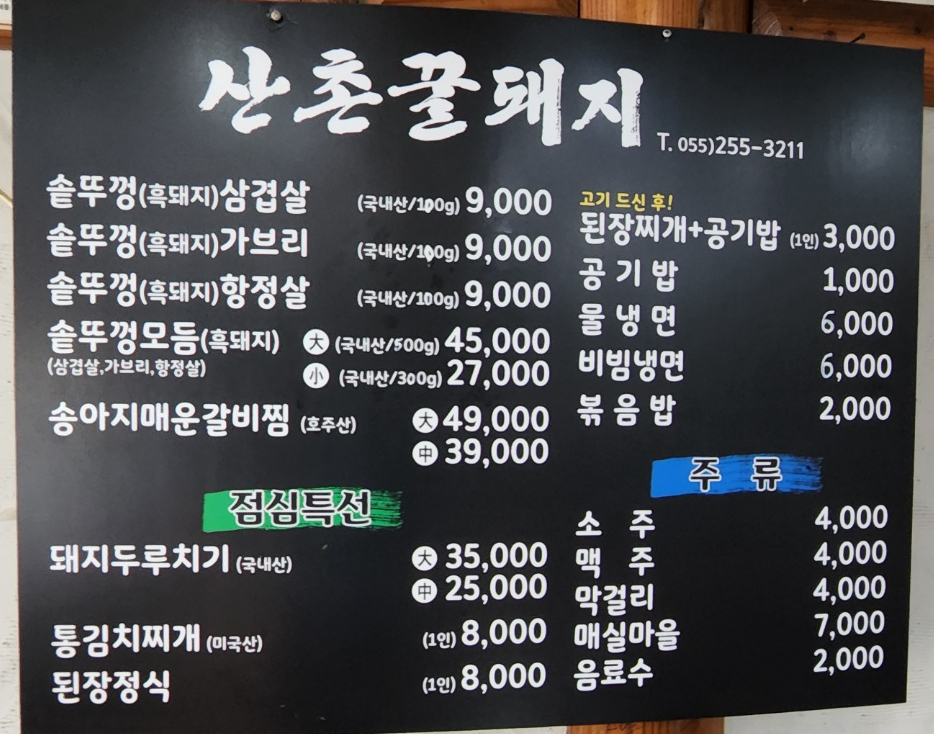 산촌꿀돼지
T. 055)255-3211
솥뚜껑(흑돼지)삼겹살 (국내산/100g) 9,000
솥뚜껑(흑돼지)가브리 (국내산/100g) 9,000
솥뚜껑(흑돼지)항정살 (국내산/100g) 9,000
솥뚜껑모듬(흑돼지) 大 (국내산/500g) 45,000
(삼겹살,가브리,항정살) 小 (국내산/300g) 27,000
송아지매운갈비찜 (호주산) 大 49,000
中 39,000
점심특선
돼지두루치기 (국내산) 大 35,000
中 25,000
통김치찌개 (미국산) (1인) 8,000
된장정식 (1인) 8,000
고기 드신 후!
된장찌개+공기밥 (1인) 3,000
공기밥 1,000
물냉면 6,000
비빔냉면 6,000
볶음밥 2,000
주 류
소 주 4,000
맥 주 4,000
막걸리 4,000
매실마을 7,000
음료수 2,000